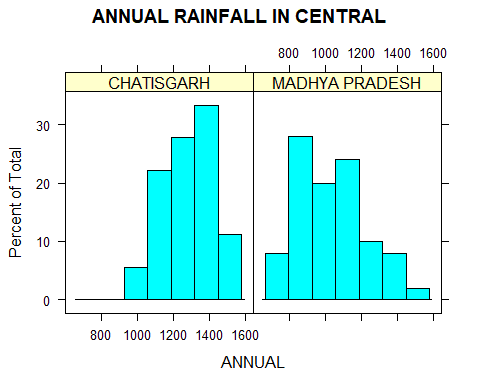 ANNUAL RAINFALL IN CENTRAL
800 1000 1200 1400 1600
CHATISGARH MADHYA PRADESH
30
20
10
0
Percent of Total
800 1000 1200 1400 1600
ANNUAL